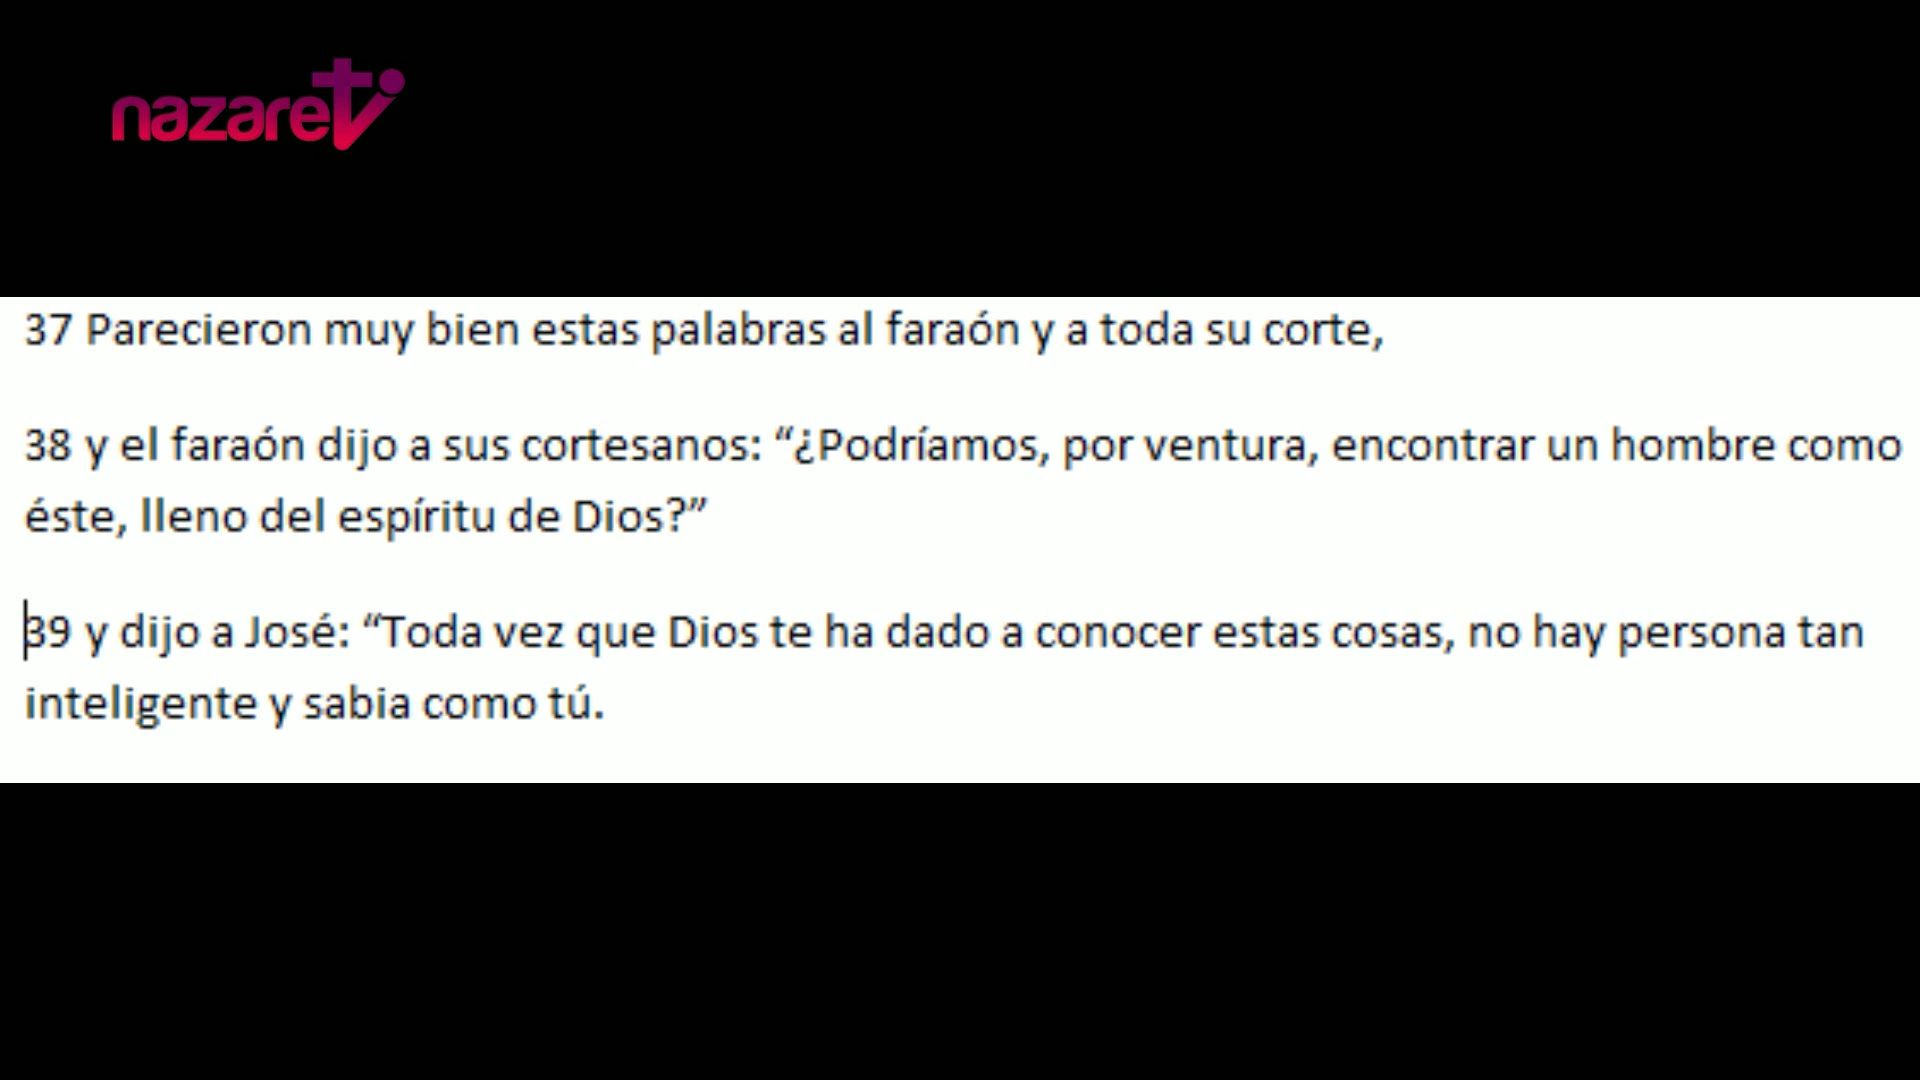 nazaretv
37 Parecieron muy bien estas palabras al faraón y a toda su corte,
38 y el faraón dijo a sus cortesanos: “¿Podríamos, por ventura, encontrar un hombre como
éste, lleno del espíritu de Dios?”
39 y dijo a José: “Toda vez que Dios te ha dado a conocer estas cosas, no hay persona tan
inteligente y sabia como tú.